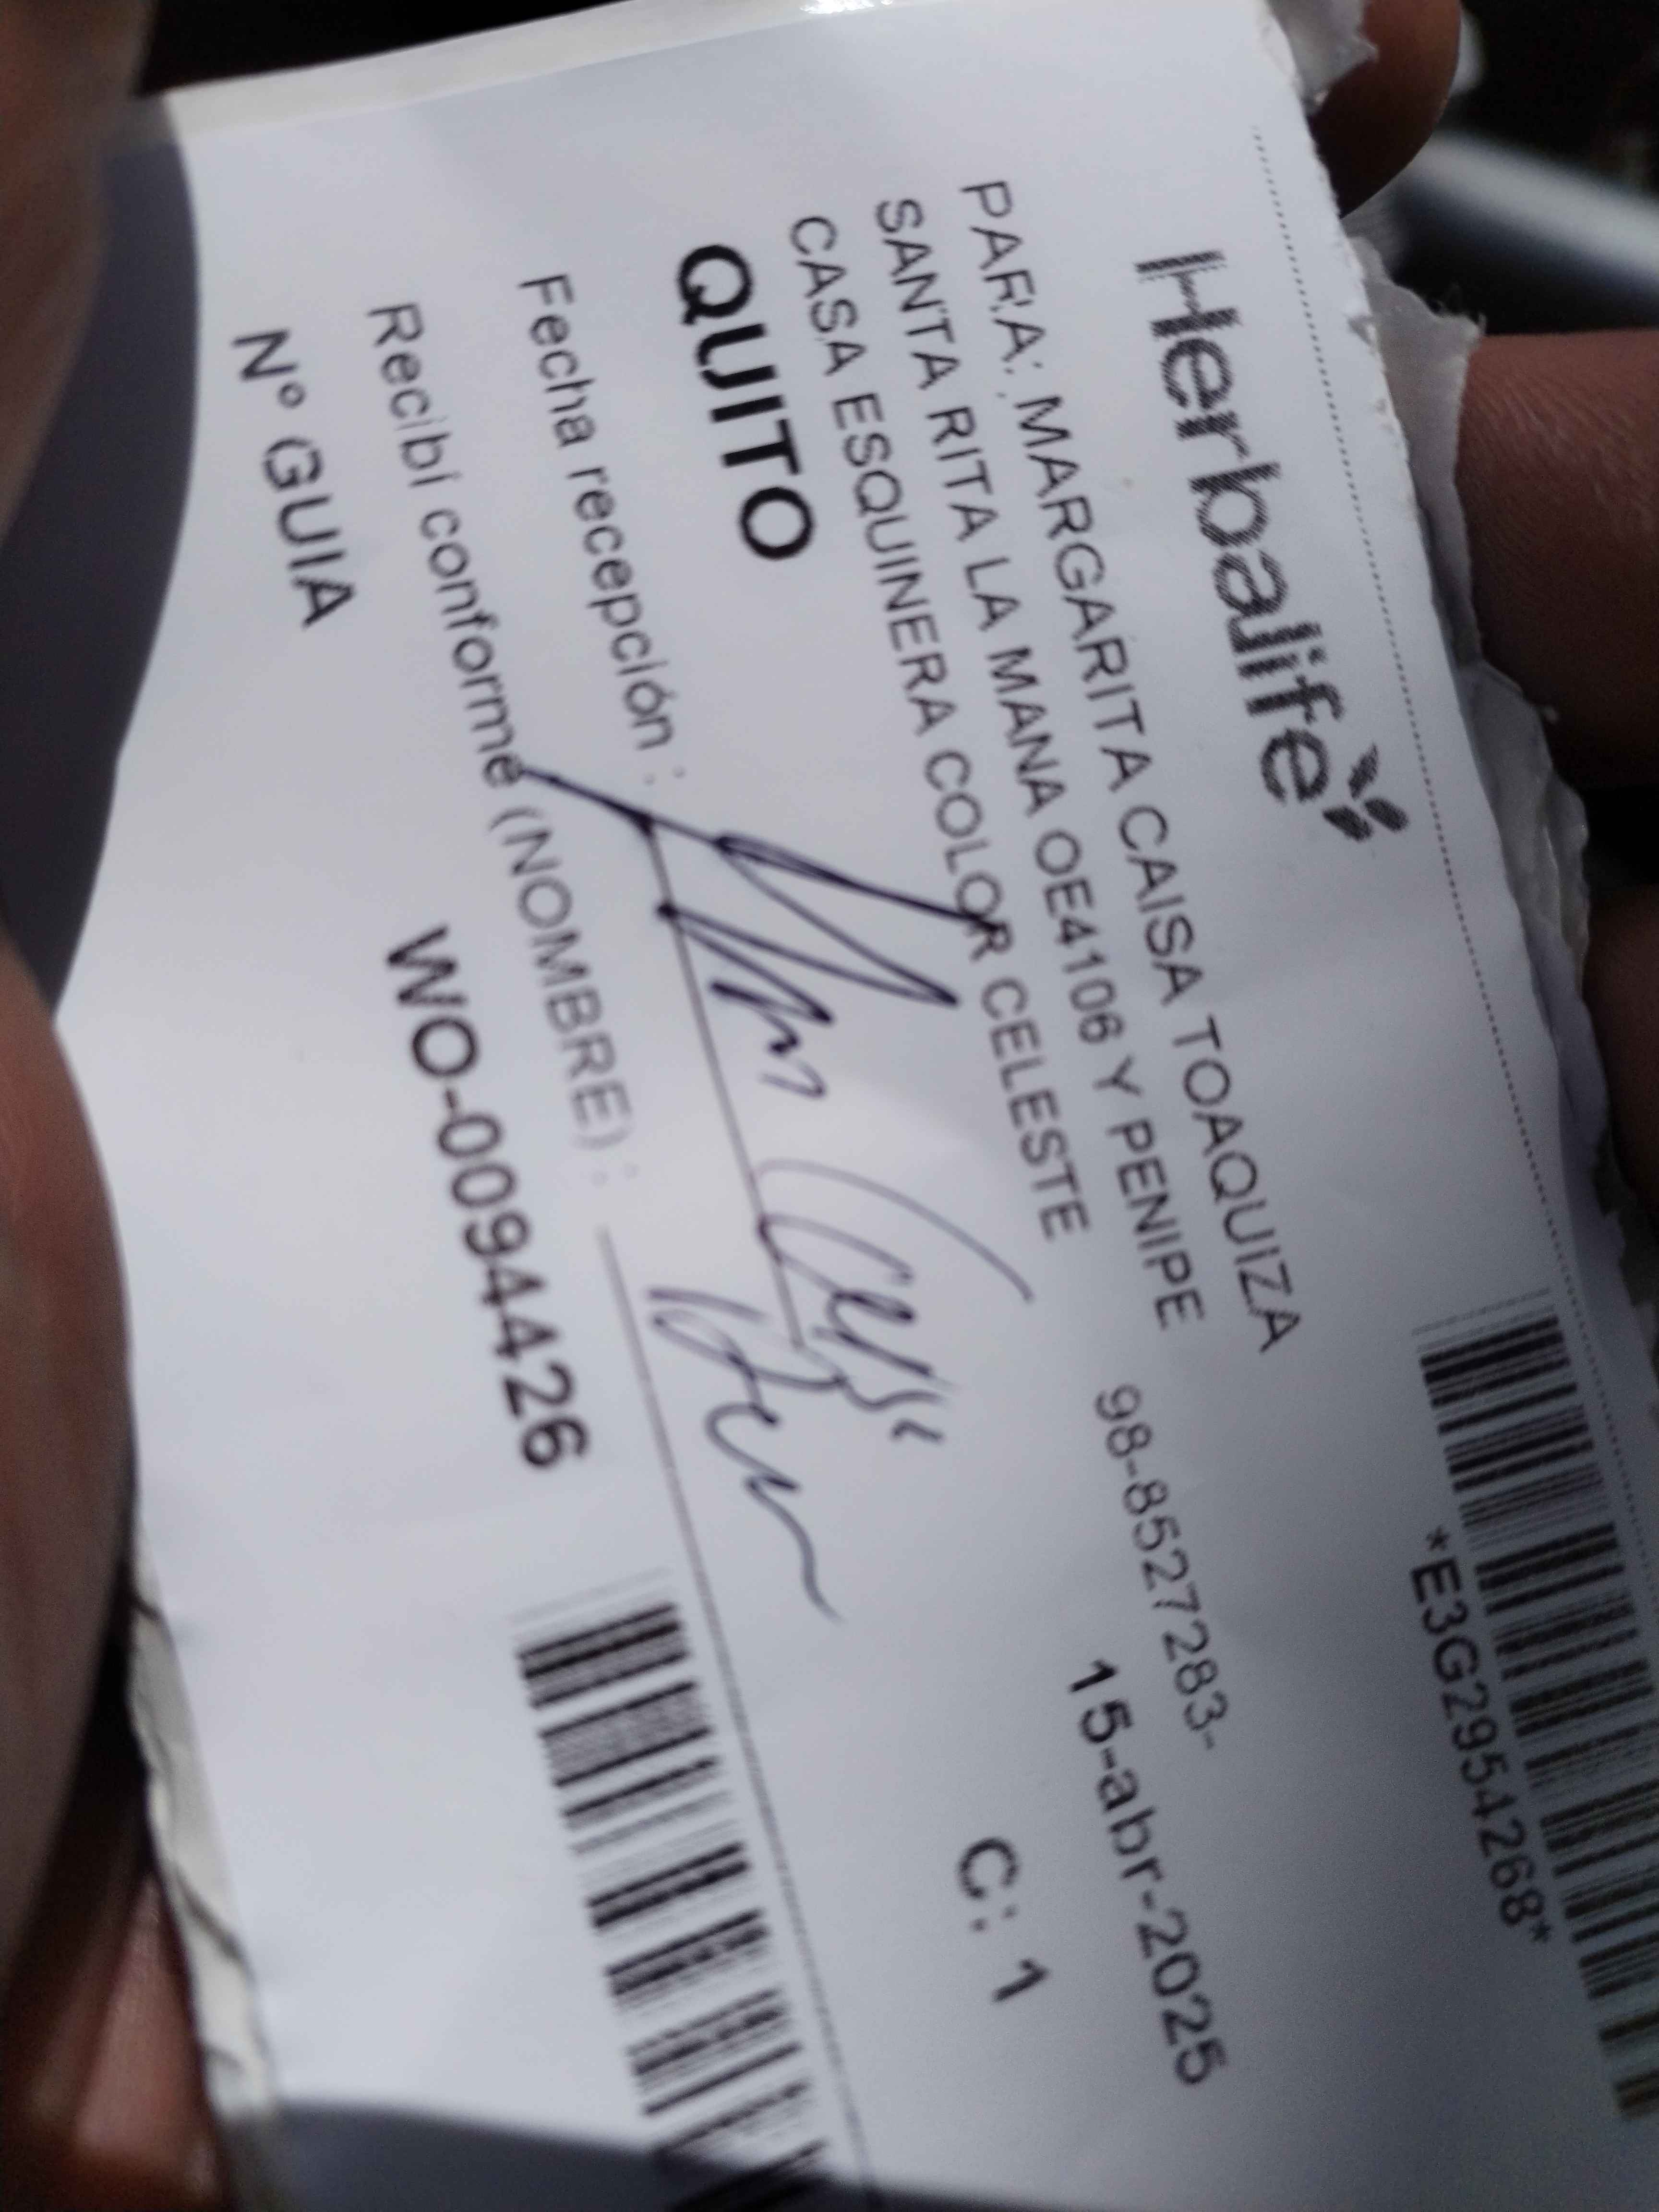 Herbalife
*E3G2954268*
PARA: MARGARITA CAISA TOAQUIZA
98-8527283-
SANTA RITA LA MANA OE4106 Y PENIPE
15-abr-2025
CASA ESQUINERA COLOR CELESTE
C: 1
QUITO
Fecha recepción :
Recibí conforme (NOMBRE) :
Nº GUIA WO-0094426